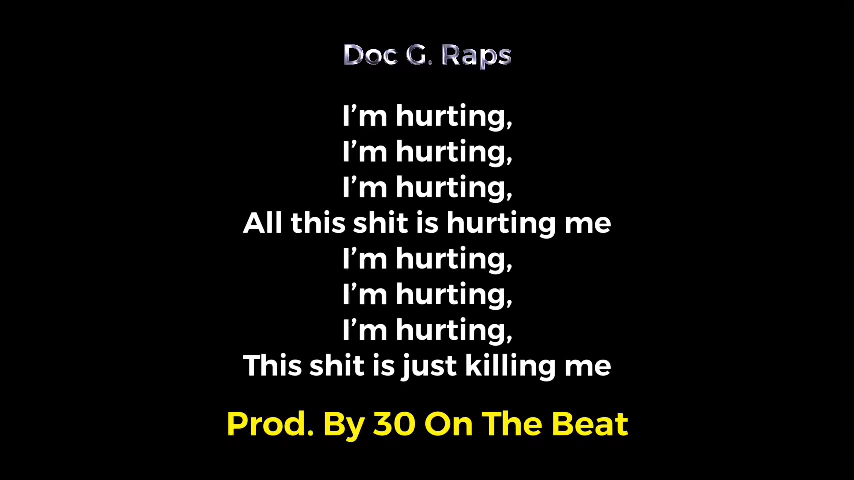 Doc G. Raps
I’m hurting,
I’m hurting,
I’m hurting,
All this shit is hurting me
I’m hurting,
I’m hurting,
I’m hurting,
This shit is just killing me
Prod. By 30 On The Beat